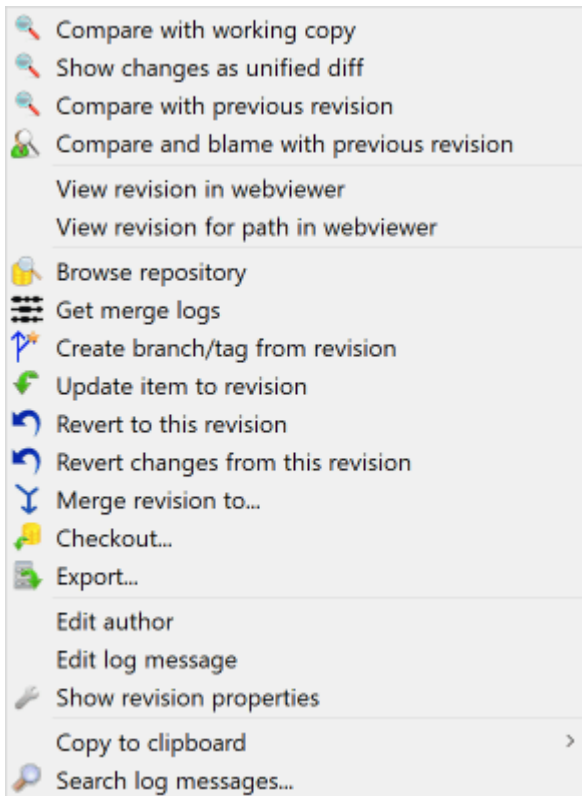 Compare with working copy
Show changes as unified diff
Compare with previous revision
Compare and blame with previous revision
View revision in webviewer
View revision for path in webviewer
Browse repository
Get merge logs
Create branch/tag from revision
Update item to revision
Revert to this revision
Revert changes from this revision
Merge revision to...
Checkout...
Export...
Edit author
Edit log message
Show revision properties
Copy to clipboard
Search log messages...